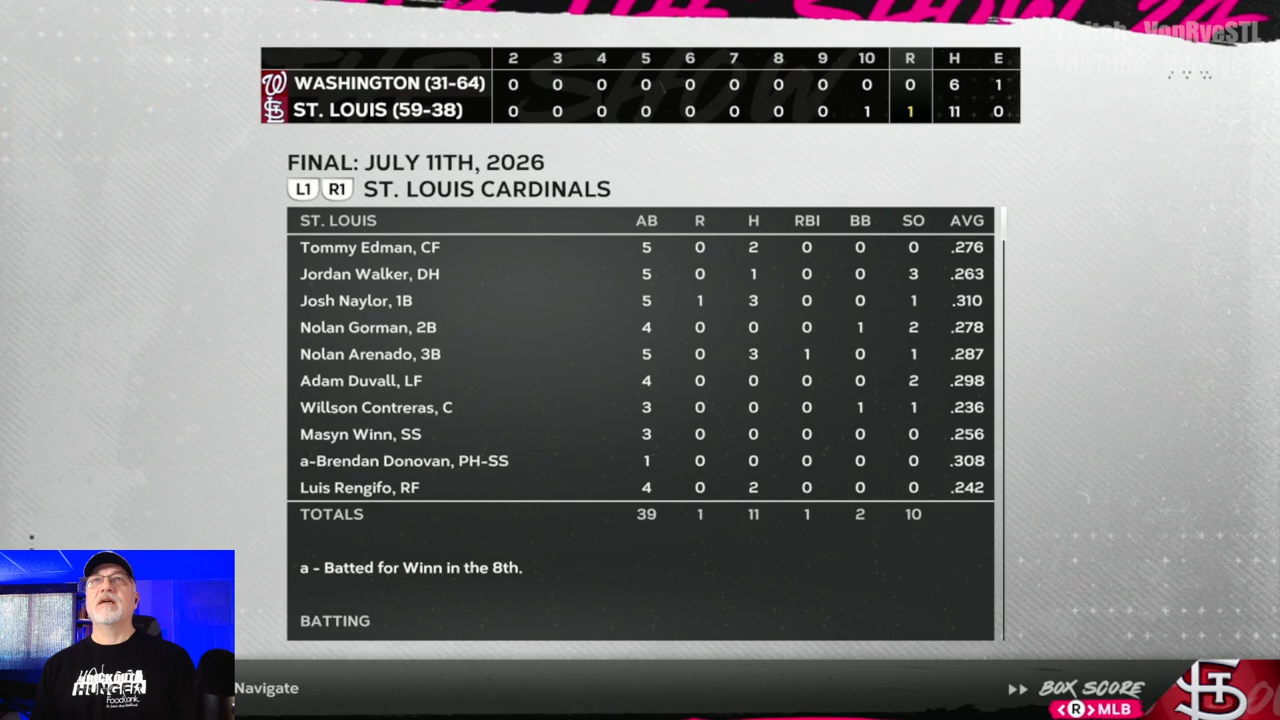 THE SHOW 24
Twitch VonRyeSTL
2 3 4 5 6 7 8 9 10 R H E
WASHINGTON (31-64) 0 0 0 0 0 0 0 0 0 0 6 1
ST. LOUIS (59-38) 0 0 0 0 0 0 0 0 1 1 11 0
FINAL: JULY 11TH, 2026
L1 R1 ST. LOUIS CARDINALS
ST. LOUIS AB R H RBI BB SO AVG
Tommy Edman, CF 5 0 2 0 0 0 .276
Jordan Walker, DH 5 0 1 0 0 3 .263
Josh Naylor, 1B 5 1 3 0 0 1 .310
Nolan Gorman, 2B 4 0 0 0 1 2 .278
Nolan Arenado, 3B 5 0 3 1 0 1 .287
Adam Duvall, LF 4 0 0 0 0 2 .298
Willson Contreras, C 3 0 0 0 1 1 .236
Masyn Winn, SS 3 0 0 0 0 0 .256
a-Brendan Donovan, PH-SS 1 0 0 0 0 0 .308
Luis Rengifo, RF 4 0 2 0 0 0 .242
TOTALS 39 1 11 1 2 10
a - Batted for Winn in the 8th.
BATTING
HUNGER
Navigate
BOX SCORE
R MLB